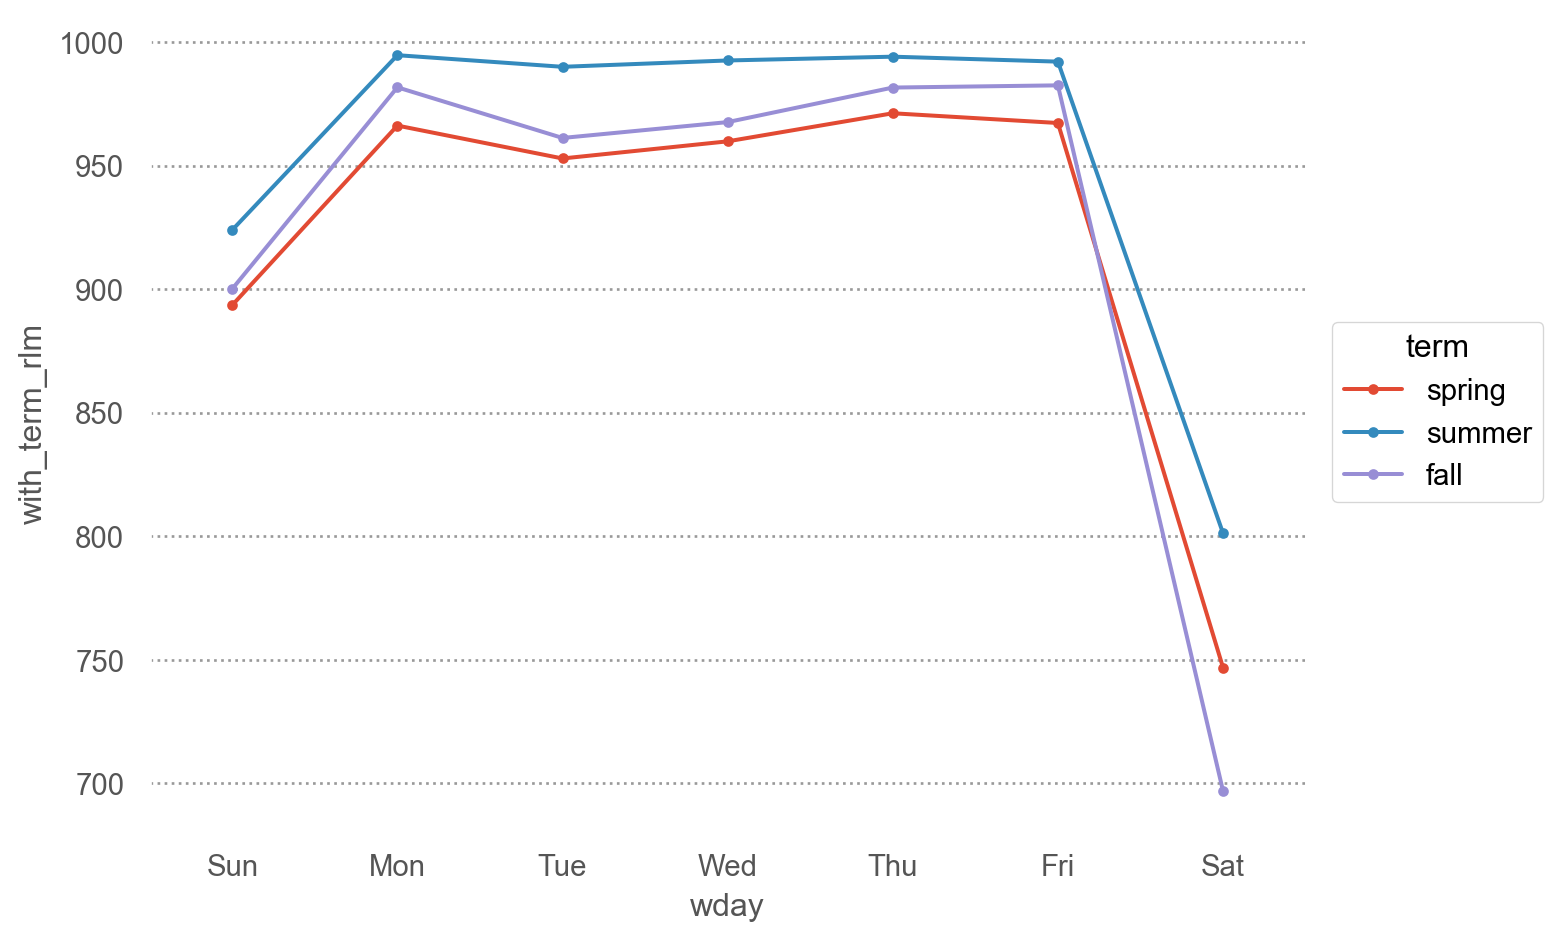 1000
950
900
850
800
750
700
with_term_rlm
Sun Mon Tue Wed Thu Fri Sat
wday
term
spring
summer
fall